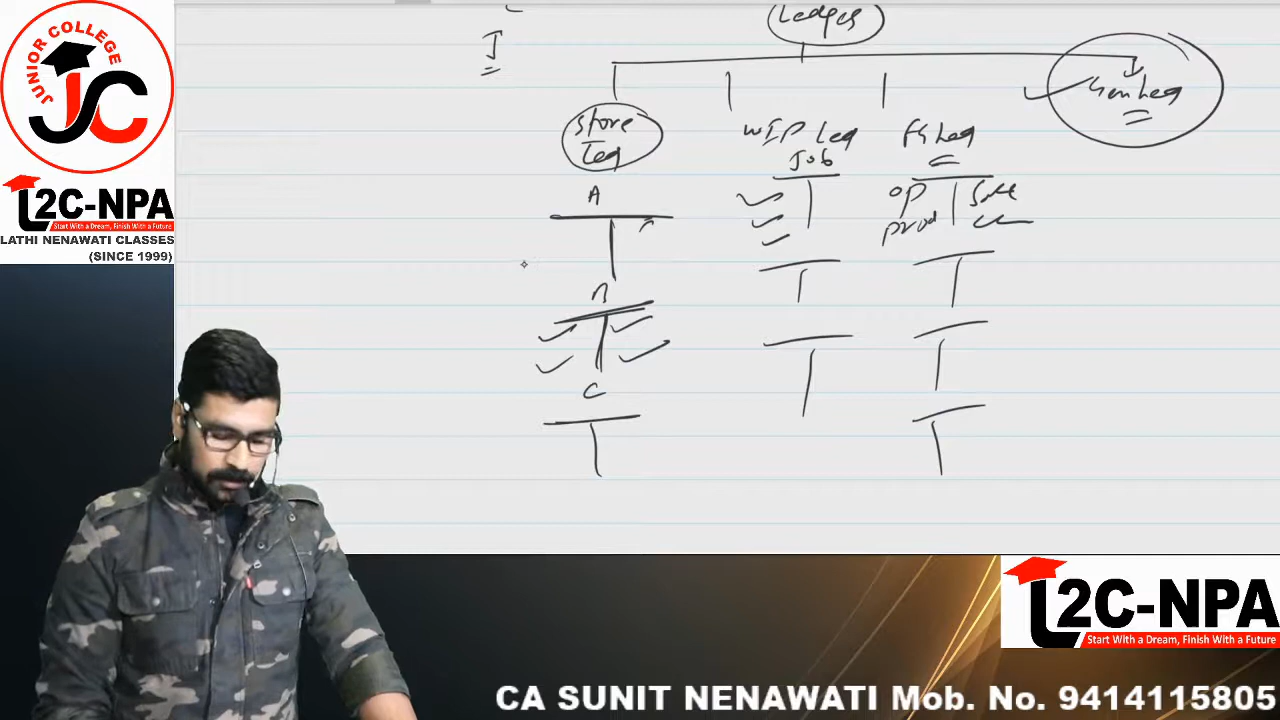 Ledger
I
Store
Leg
WIP Leg
Job
FG Leg
Gen Leg
A
B
C
OP
Prod
Sale
JUNIOR COLLEGE
JC
L2C-NPA
Start With a Dream, Finish With a Future
LATHI NENAWATI CLASSES
(SINCE 1999)
L2C-NPA
Start With a Dream, Finish With a Future
CA SUNIT NENAWATI Mob. No. 9414115805